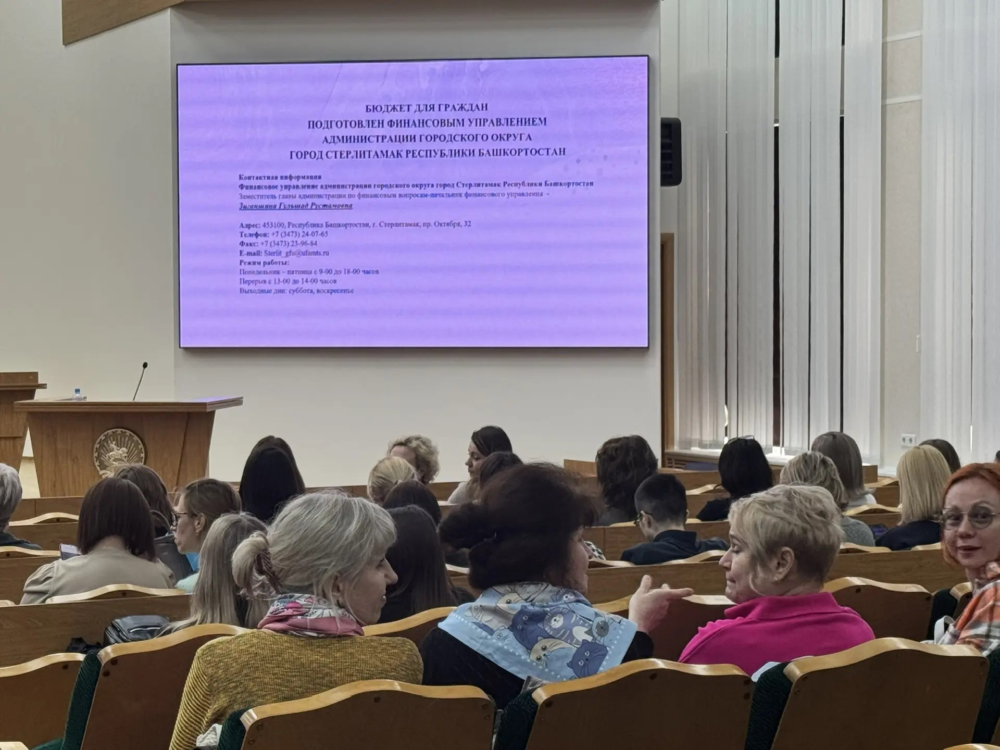 БЮДЖЕТ ДЛЯ ГРАЖДАН
ПОДГОТОВЛЕН ФИНАНСОВЫМ УПРАВЛЕНИЕМ
АДМИНИСТРАЦИИ ГОРОДСКОГО ОКРУГА
ГОРОД СТЕРЛИТАМАК РЕСПУБЛИКИ БАШКОРТОСТАН
Контактная информация
Финансовое управление администрации городского округа город Стерлитамак Республики Башкортостан
Заместитель главы администрации по финансовым вопросам-начальник финансового управления -
Зиганшина Гульшад Рустамовна
Адрес: 453100, Республика Башкортостан, г. Стерлитамак, пр. Октября, 32
Телефон: +7 (3473) 24-07-65
Факс: +7 (3473) 23-96-84
E-mail: Sterlit_gfu@ufamts.ru
Режим работы:
Понедельник – пятница с 9-00 до 18-00 часов
Перерыв с 13-00 до 14-00 часов
Выходные дни: суббота, воскресенье